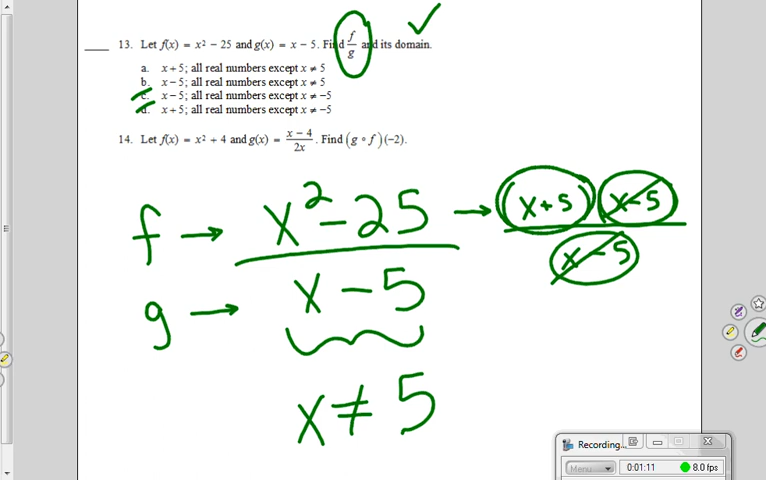 13. Let f(x) = x² − 25 and g(x) = x − 5. Find f/g and its domain.
a. x + 5; all real numbers except x ≠ 5
b. x − 5; all real numbers except x ≠ 5
c. x − 5; all real numbers except x ≠ −5
d. x + 5; all real numbers except x ≠ −5
14. Let f(x) = x² + 4 and g(x) = (x − 4)/2x. Find (g ∘ f)(−2).
f → x² − 25 → (x + 5)(x − 5)
g → x − 5 x − 5
x ≠ 5
Recording...
Menu 0:01:11 8.0 fps